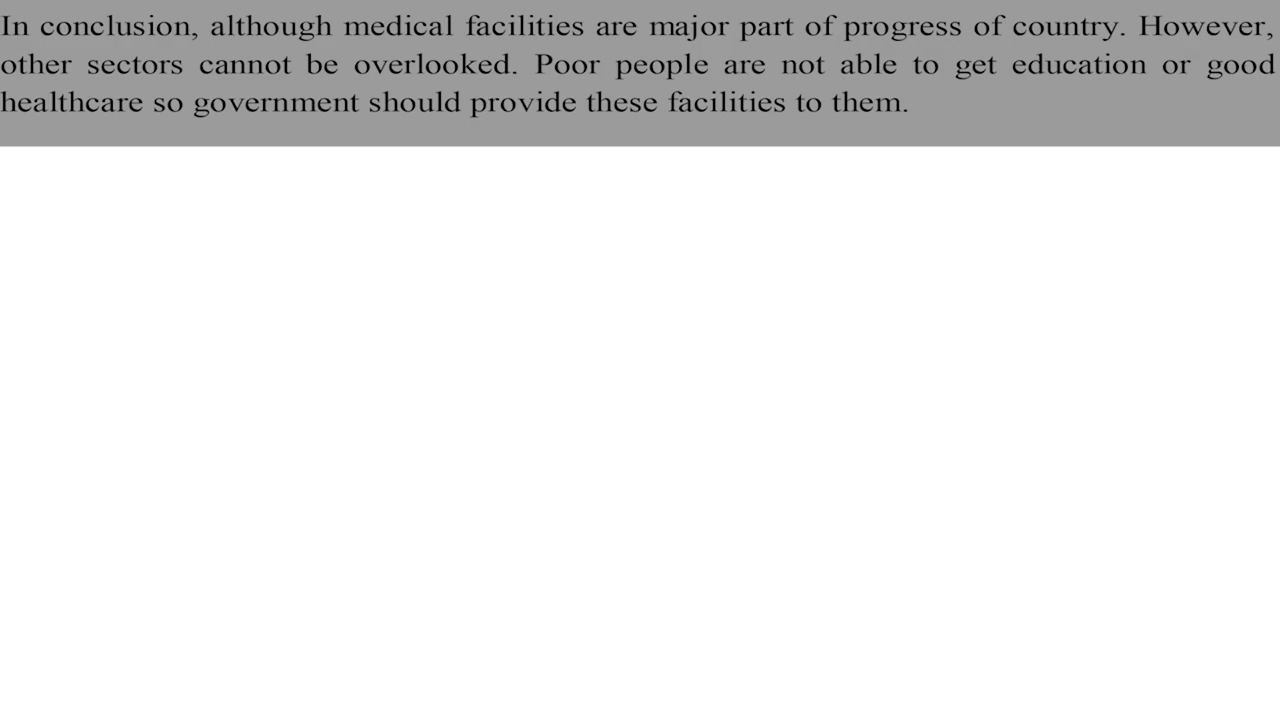 In conclusion, although medical facilities are major part of progress of country. However,
other sectors cannot be overlooked. Poor people are not able to get education or good
healthcare so government should provide these facilities to them.